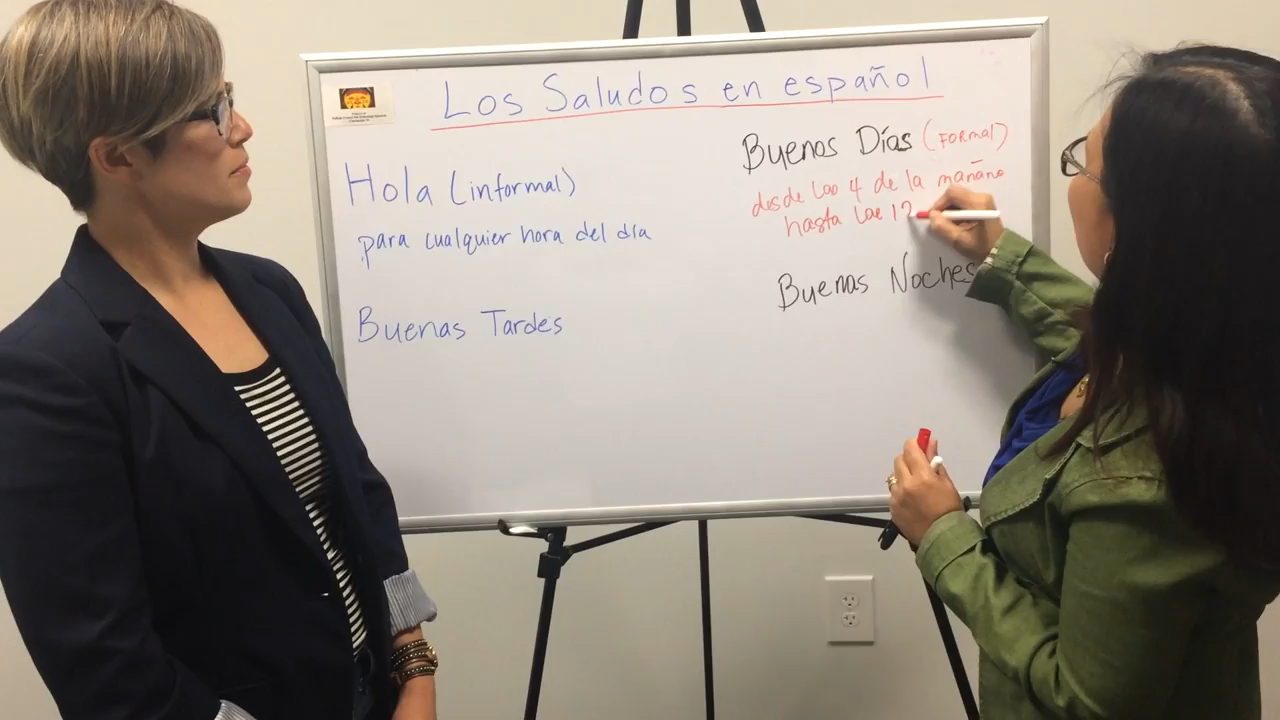 Los Saludos en español
Hola (informal)
para cualquier hora del día
Buenas Tardes
Buenos Días (FORMAL)
desde las 4 de la mañana
hasta las 12
Buenas Noches